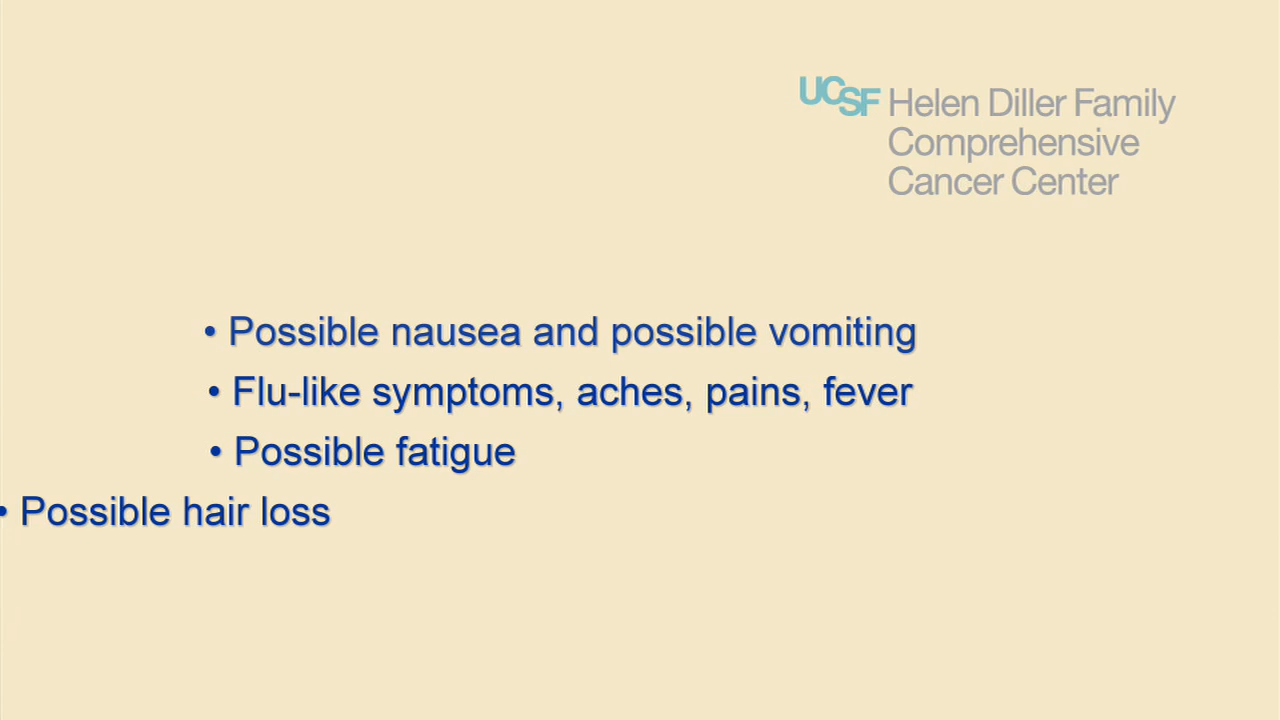 UCSF Helen Diller Family
Comprehensive
Cancer Center
• Possible nausea and possible vomiting
• Flu-like symptoms, aches, pains, fever
• Possible fatigue
• Possible hair loss